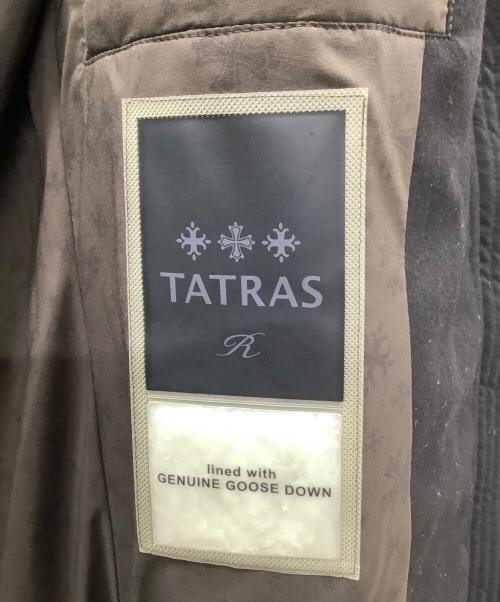 TATRAS
R
lined with
GENUINE GOOSE DOWN